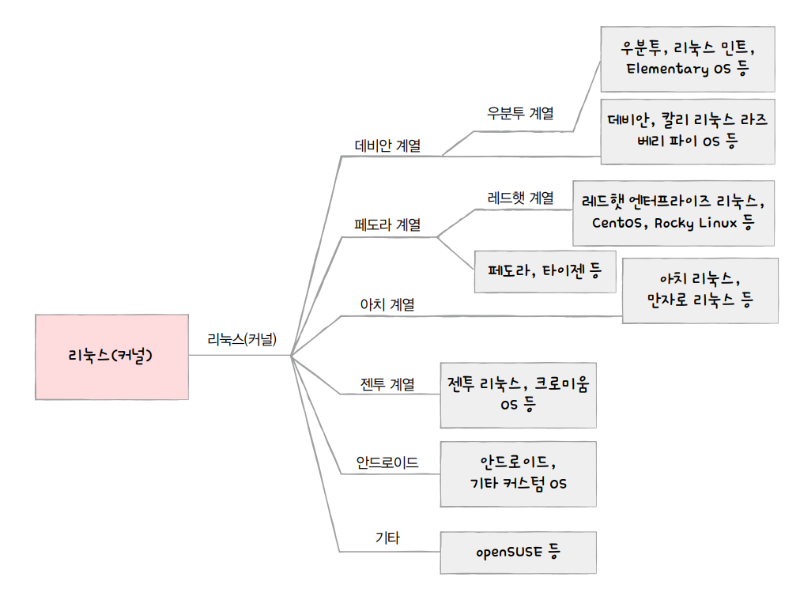 우분투, 리눅스 민트,
Elementary OS 등
우분투 계열
데비안, 칼리 리눅스 라즈
베리 파이 OS 등
데비안 계열
레드햇 계열
레드햇 엔터프라이즈 리눅스,
CentOS, Rocky Linux 등
페도라 계열
페도라, 타이젠 등
아치 리눅스,
만자로 리눅스 등
아치 계열
리눅스(커널)
리눅스(커널)
젠투 계열
젠투 리눅스, 크로미움
OS 등
안드로이드
안드로이드,
기타 커스텀 OS
기타
openSUSE 등